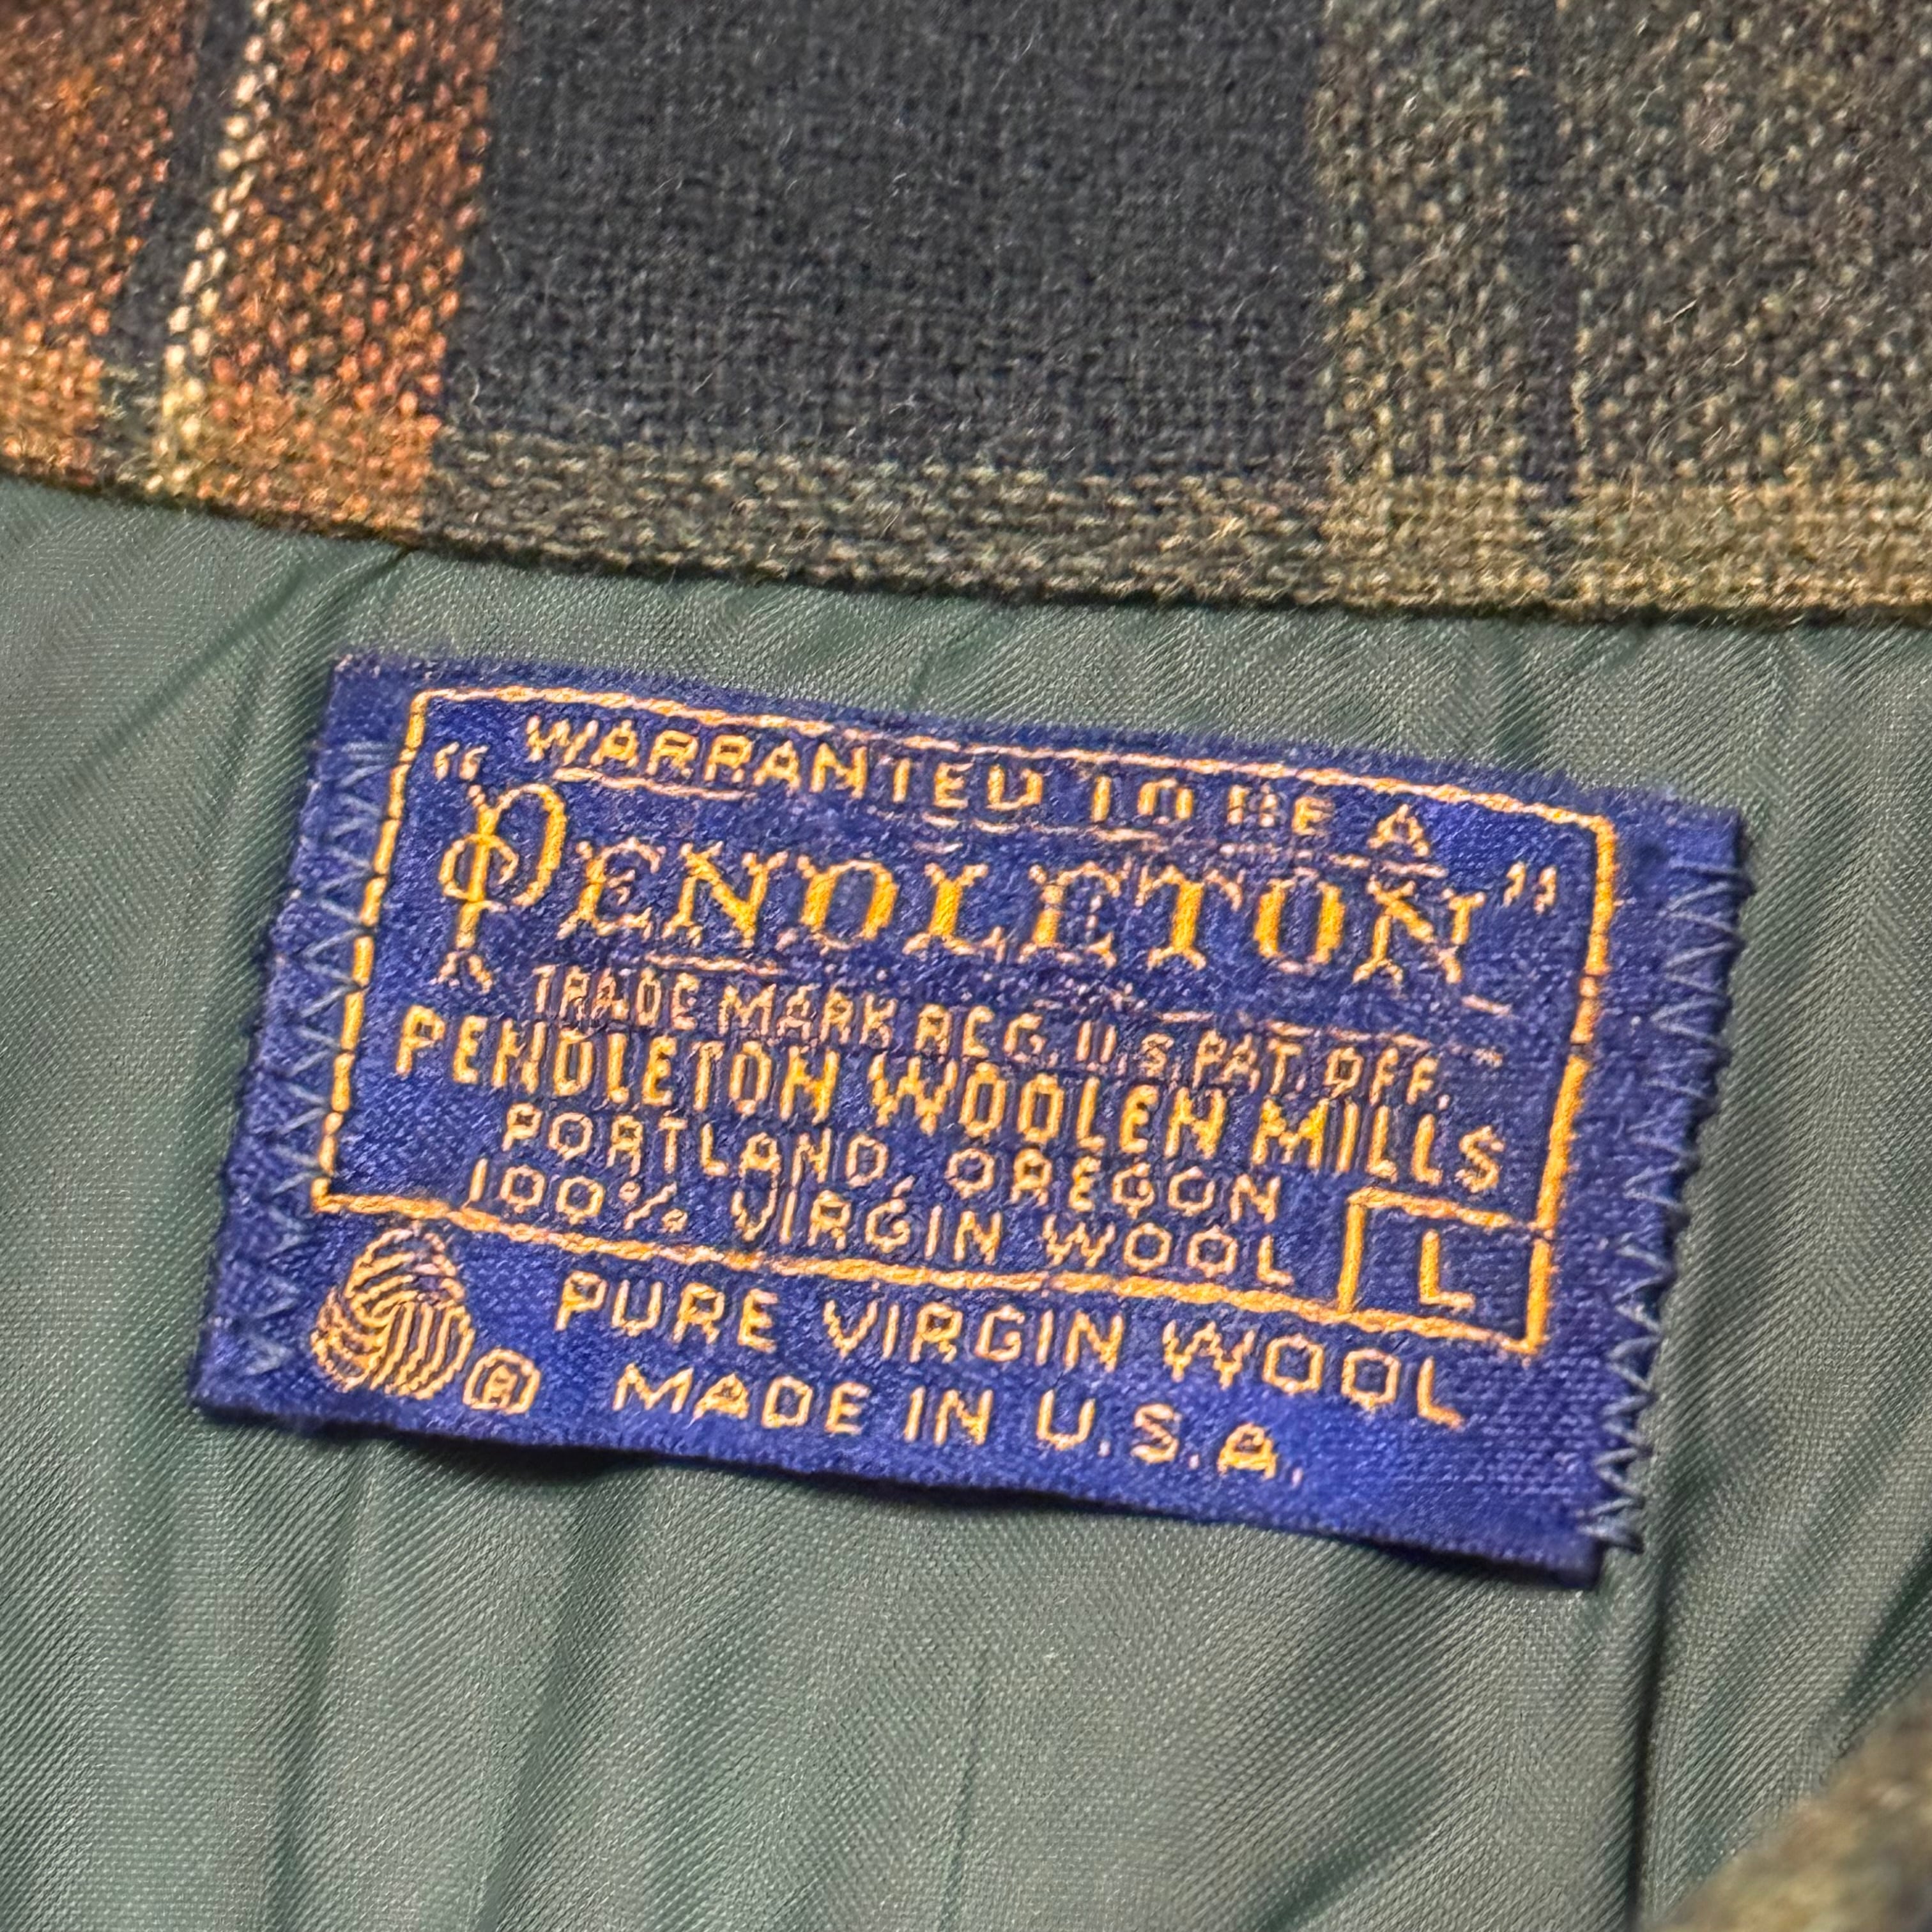 WARRANTED TO BE A
"PENDLETON"
TRADE MARK REG. U.S. PAT. OFF.
PENDLETON WOOLEN MILLS
PORTLAND, OREGON
100% VIRGIN WOOL
L
® PURE VIRGIN WOOL
MADE IN U.S.A.